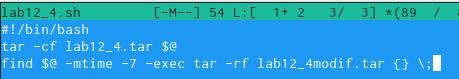 lab12_4.sh [-M--] 54 L:[ 1+ 2 3/ 3] *(89 /
#!/bin/bash
tar -cf lab12_4.tar $@
find $@ -mtime -7 -exec tar -rf lab12_4modif.tar {} \;